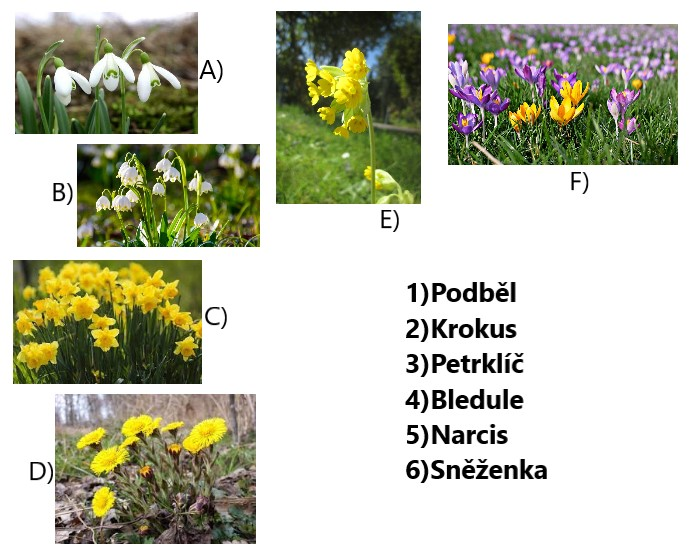 A)
B)
C)
D)
E)
F)
1)Podběl
2)Krokus
3)Petrklíč
4)Bledule
5)Narcis
6)Sněženka